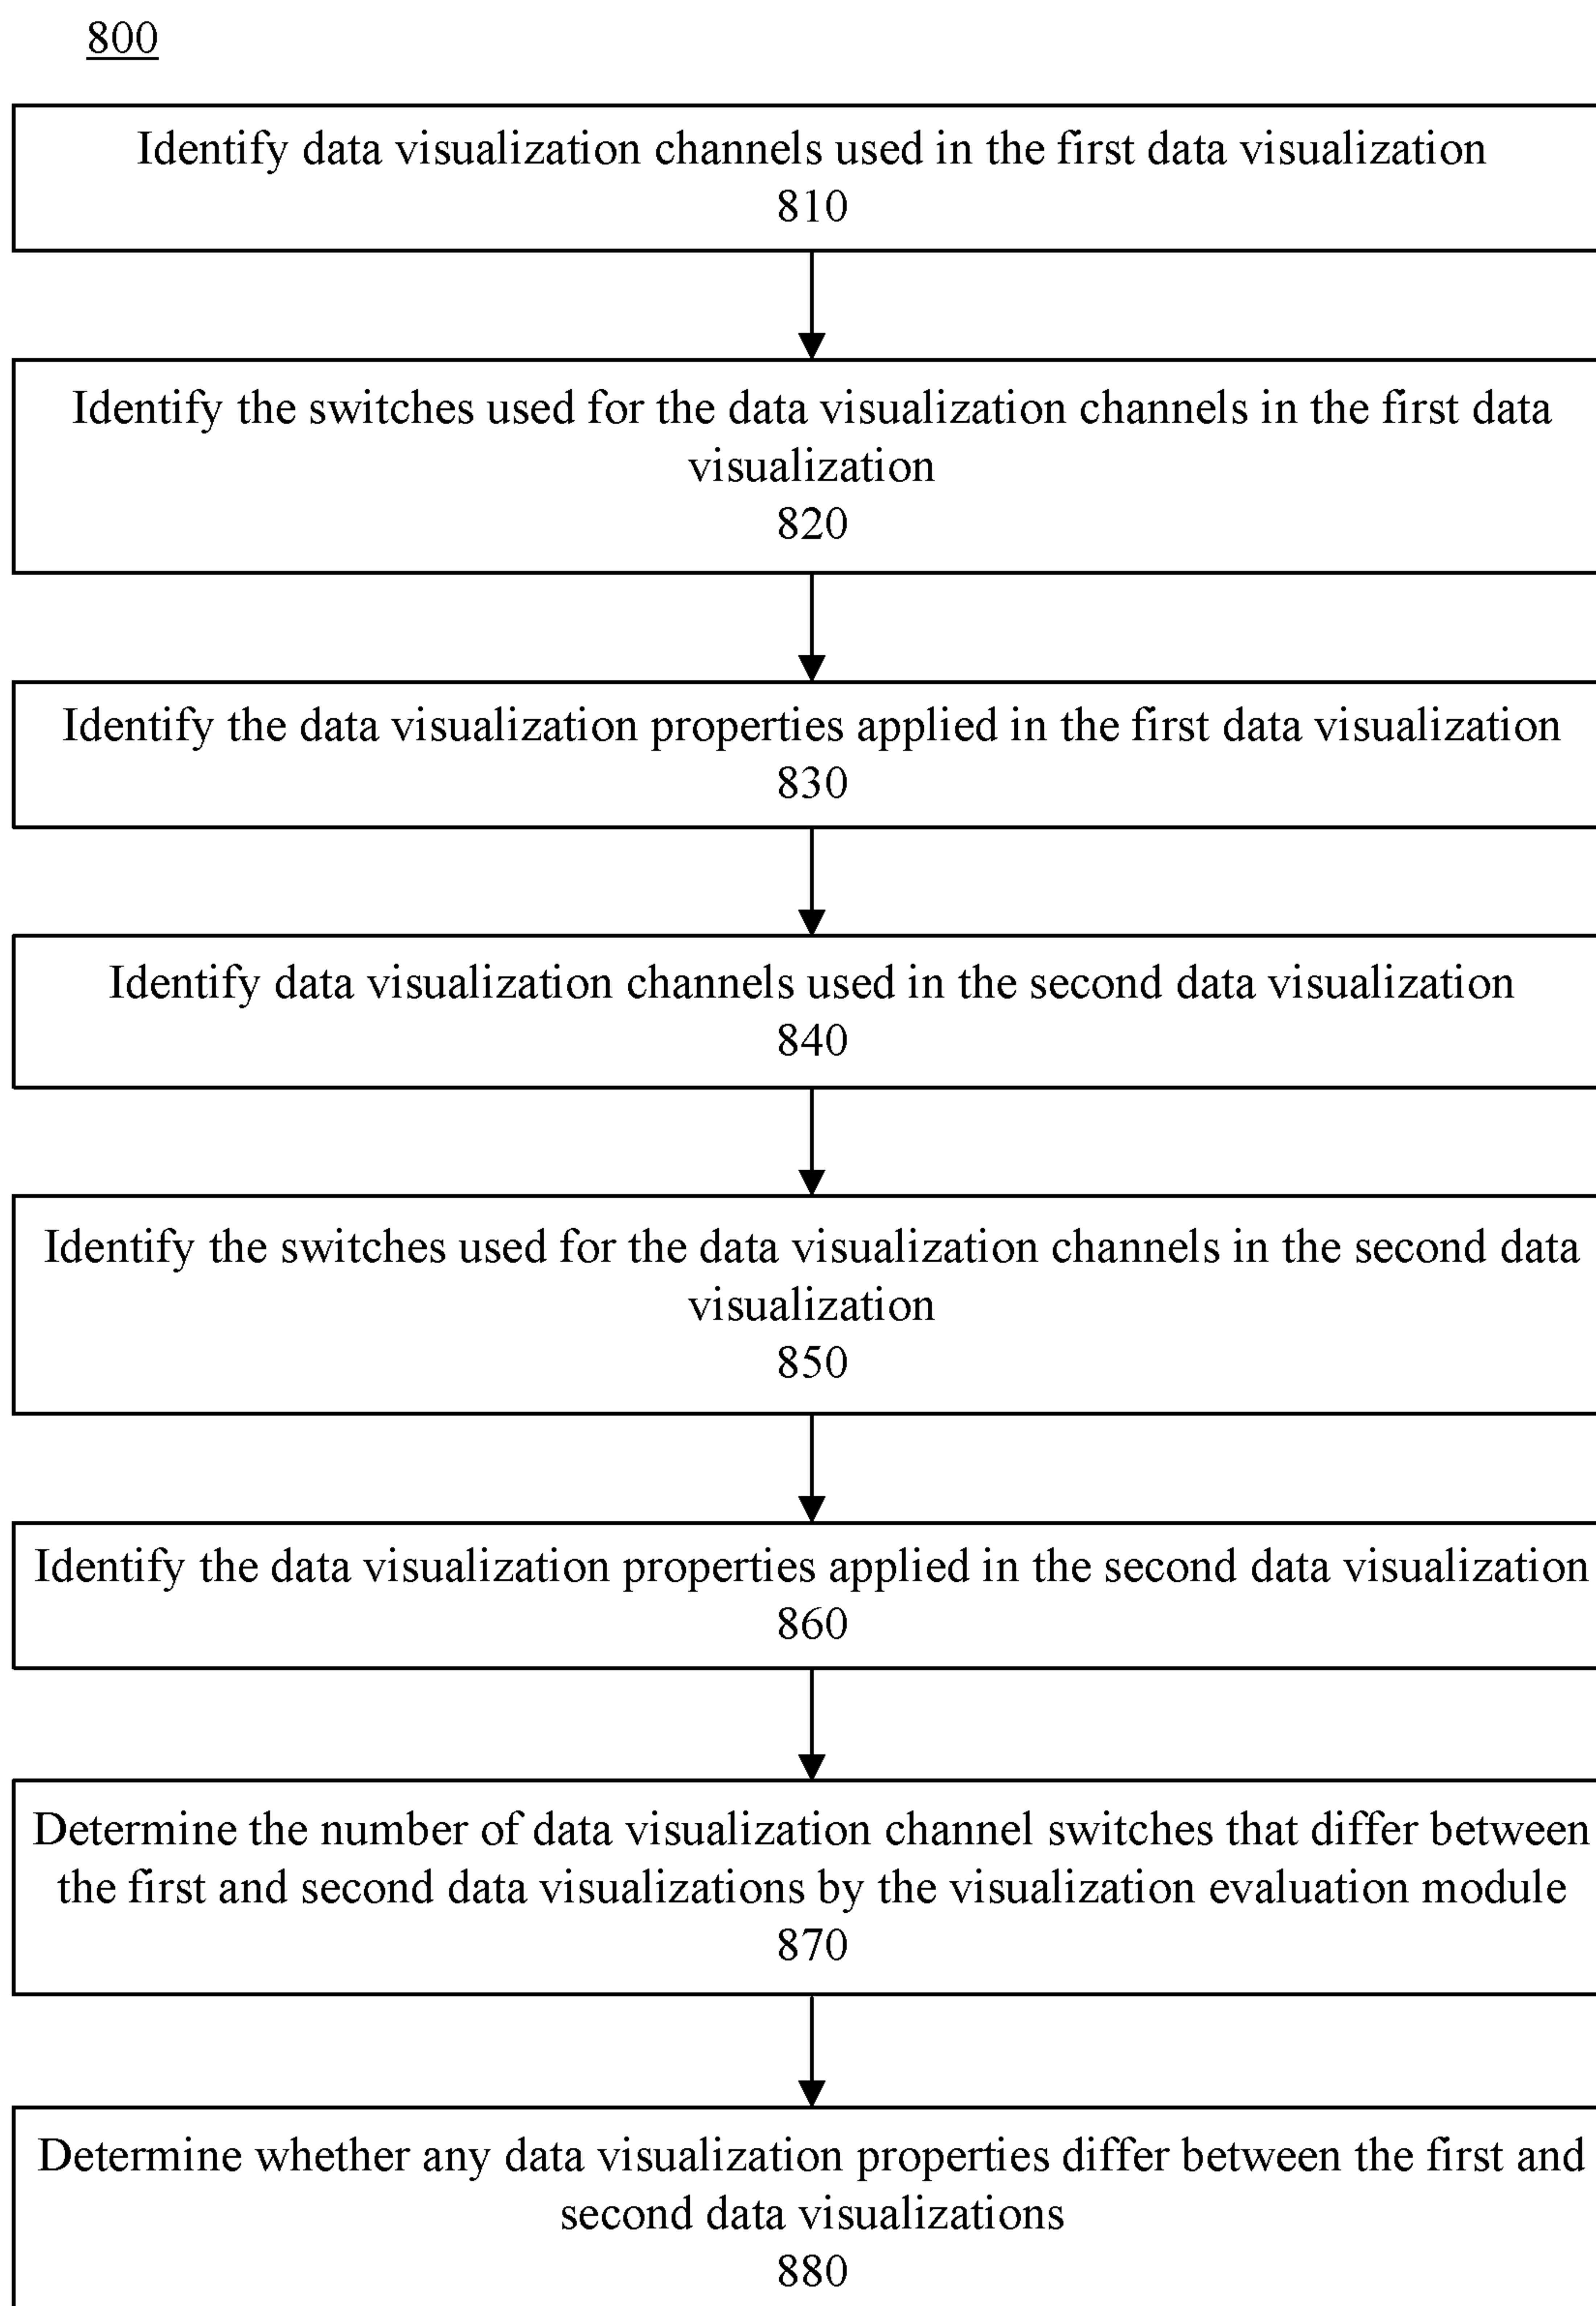 800
Identify data visualization channels used in the first data visualization
810
Identify the switches used for the data visualization channels in the first data
visualization
820
Identify the data visualization properties applied in the first data visualization
830
Identify data visualization channels used in the second data visualization
840
Identify the switches used for the data visualization channels in the second data
visualization
850
Identify the data visualization properties applied in the second data visualization
860
Determine the number of data visualization channel switches that differ between
the first and second data visualizations by the visualization evaluation module
870
Determine whether any data visualization properties differ between the first and
second data visualizations
880